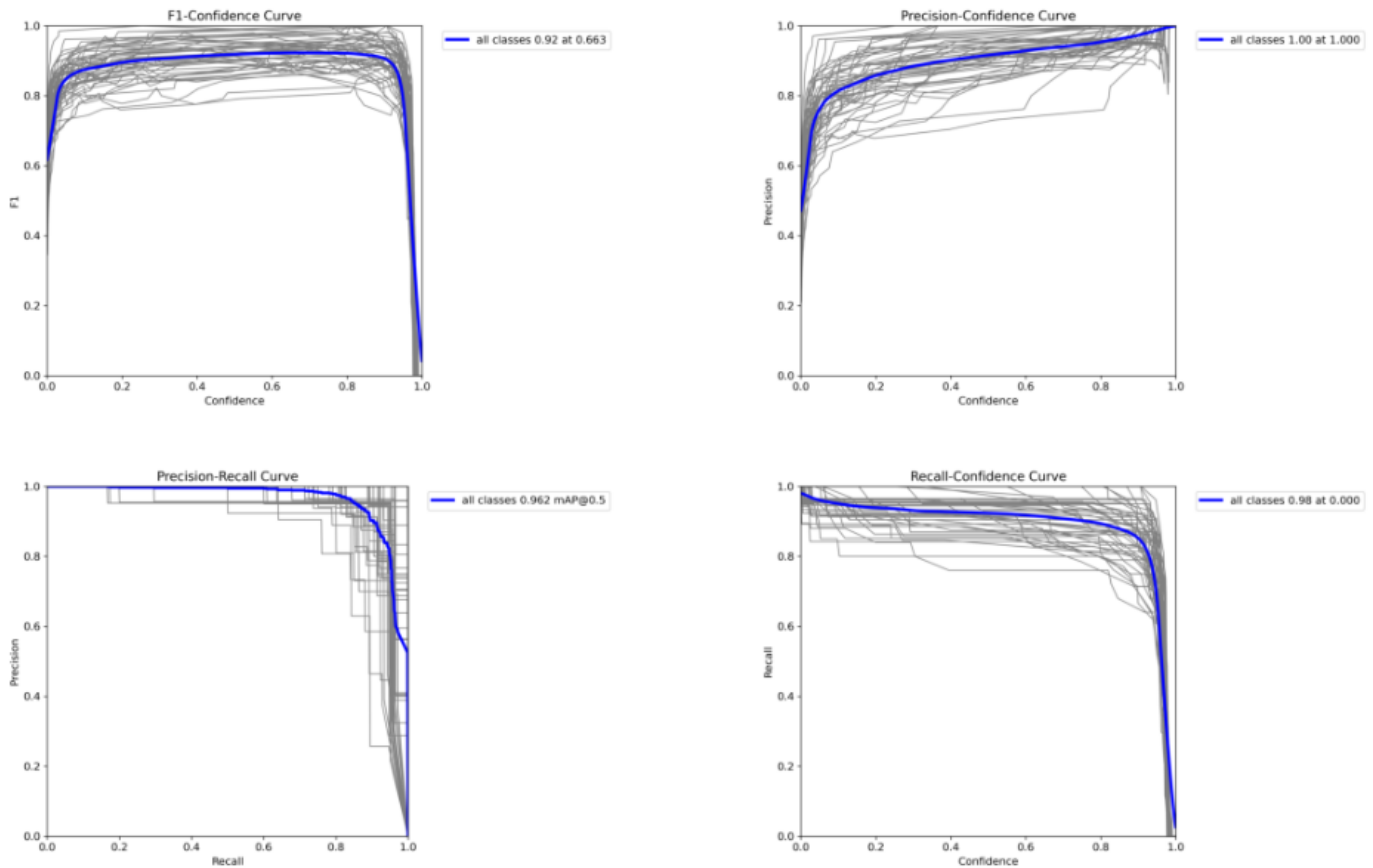 F1-Confidence Curve
1.0
0.8
0.6
0.4
0.2
0.0
F1
0.0 0.2 0.4 0.6 0.8 1.0
Confidence
all classes 0.92 at 0.663
Precision-Confidence Curve
1.0
0.8
0.6
0.4
0.2
0.0
Precision
0.0 0.2 0.4 0.6 0.8 1.0
Confidence
all classes 1.00 at 1.000
Precision-Recall Curve
1.0
0.8
0.6
0.4
0.2
0.0
Precision
0.0 0.2 0.4 0.6 0.8 1.0
Recall
all classes 0.962 mAP@0.5
Recall-Confidence Curve
1.0
0.8
0.6
0.4
0.2
0.0
Recall
0.0 0.2 0.4 0.6 0.8 1.0
Confidence
all classes 0.98 at 0.000